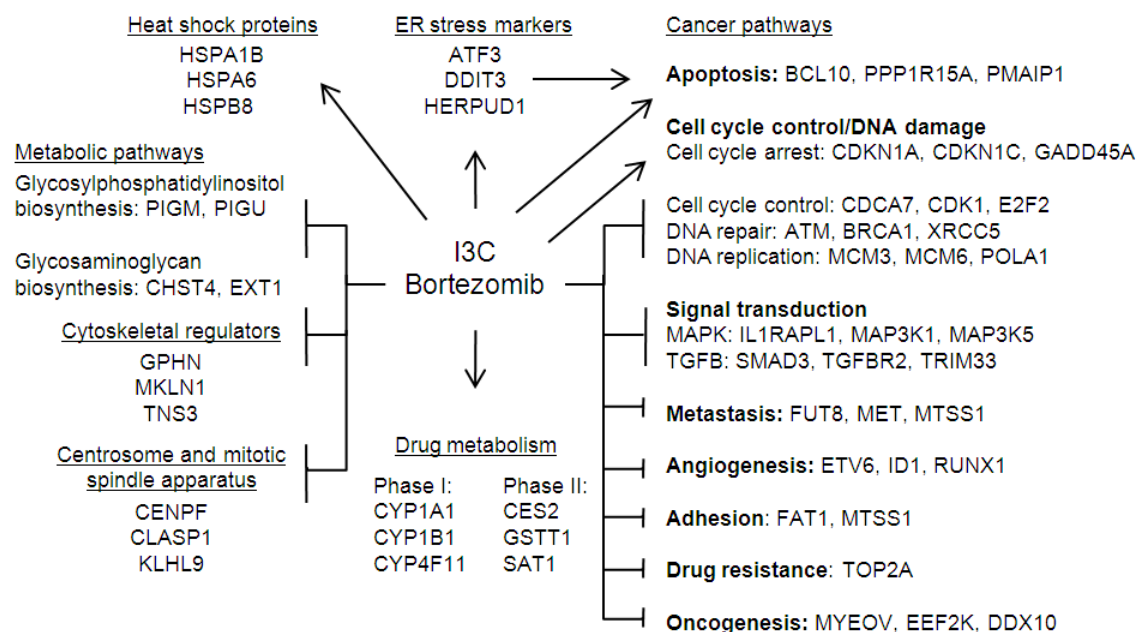 Heat shock proteins
HSPA1B
HSPA6
HSPB8
ER stress markers
ATF3
DDIT3
HERPUD1
Cancer pathways
Apoptosis: BCL10, PPP1R15A, PMAIP1
Cell cycle control/DNA damage
Cell cycle arrest: CDKN1A, CDKN1C, GADD45A
Cell cycle control: CDCA7, CDK1, E2F2
DNA repair: ATM, BRCA1, XRCC5
DNA replication: MCM3, MCM6, POLA1
Signal transduction
MAPK: IL1RAPL1, MAP3K1, MAP3K5
TGFB: SMAD3, TGFBR2, TRIM33
Metastasis: FUT8, MET, MTSS1
Angiogenesis: ETV6, ID1, RUNX1
Adhesion: FAT1, MTSS1
Drug resistance: TOP2A
Oncogenesis: MYEOV, EEF2K, DDX10
Metabolic pathways
Glycosylphosphatidylinositol
biosynthesis: PIGM, PIGU
Glycosaminoglycan
biosynthesis: CHST4, EXT1
Cytoskeletal regulators
GPHN
MKLN1
TNS3
Centrosome and mitotic
spindle apparatus
CENPF
CLASP1
KLHL9
I3C
Bortezomib
Drug metabolism
Phase I:
CYP1A1
CYP1B1
CYP4F11
Phase II:
CES2
GSTT1
SAT1